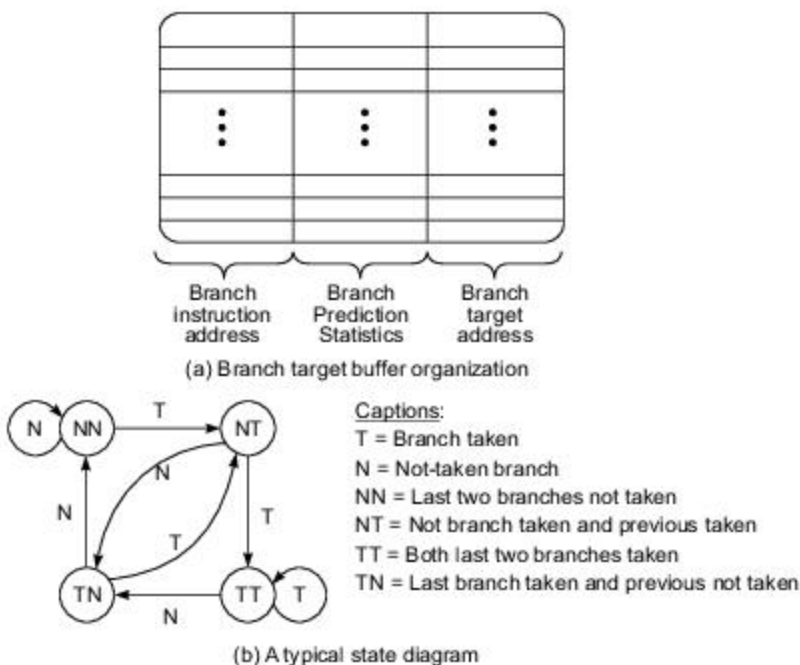 Branch
instruction
address
Branch
Prediction
Statistics
Branch
target
address
(a) Branch target buffer organization
N
NN
T
NT
N
N
T
T
TN
N
TT
T
Captions:
T = Branch taken
N = Not-taken branch
NN = Last two branches not taken
NT = Not branch taken and previous taken
TT = Both last two branches taken
TN = Last branch taken and previous not taken
(b) A typical state diagram